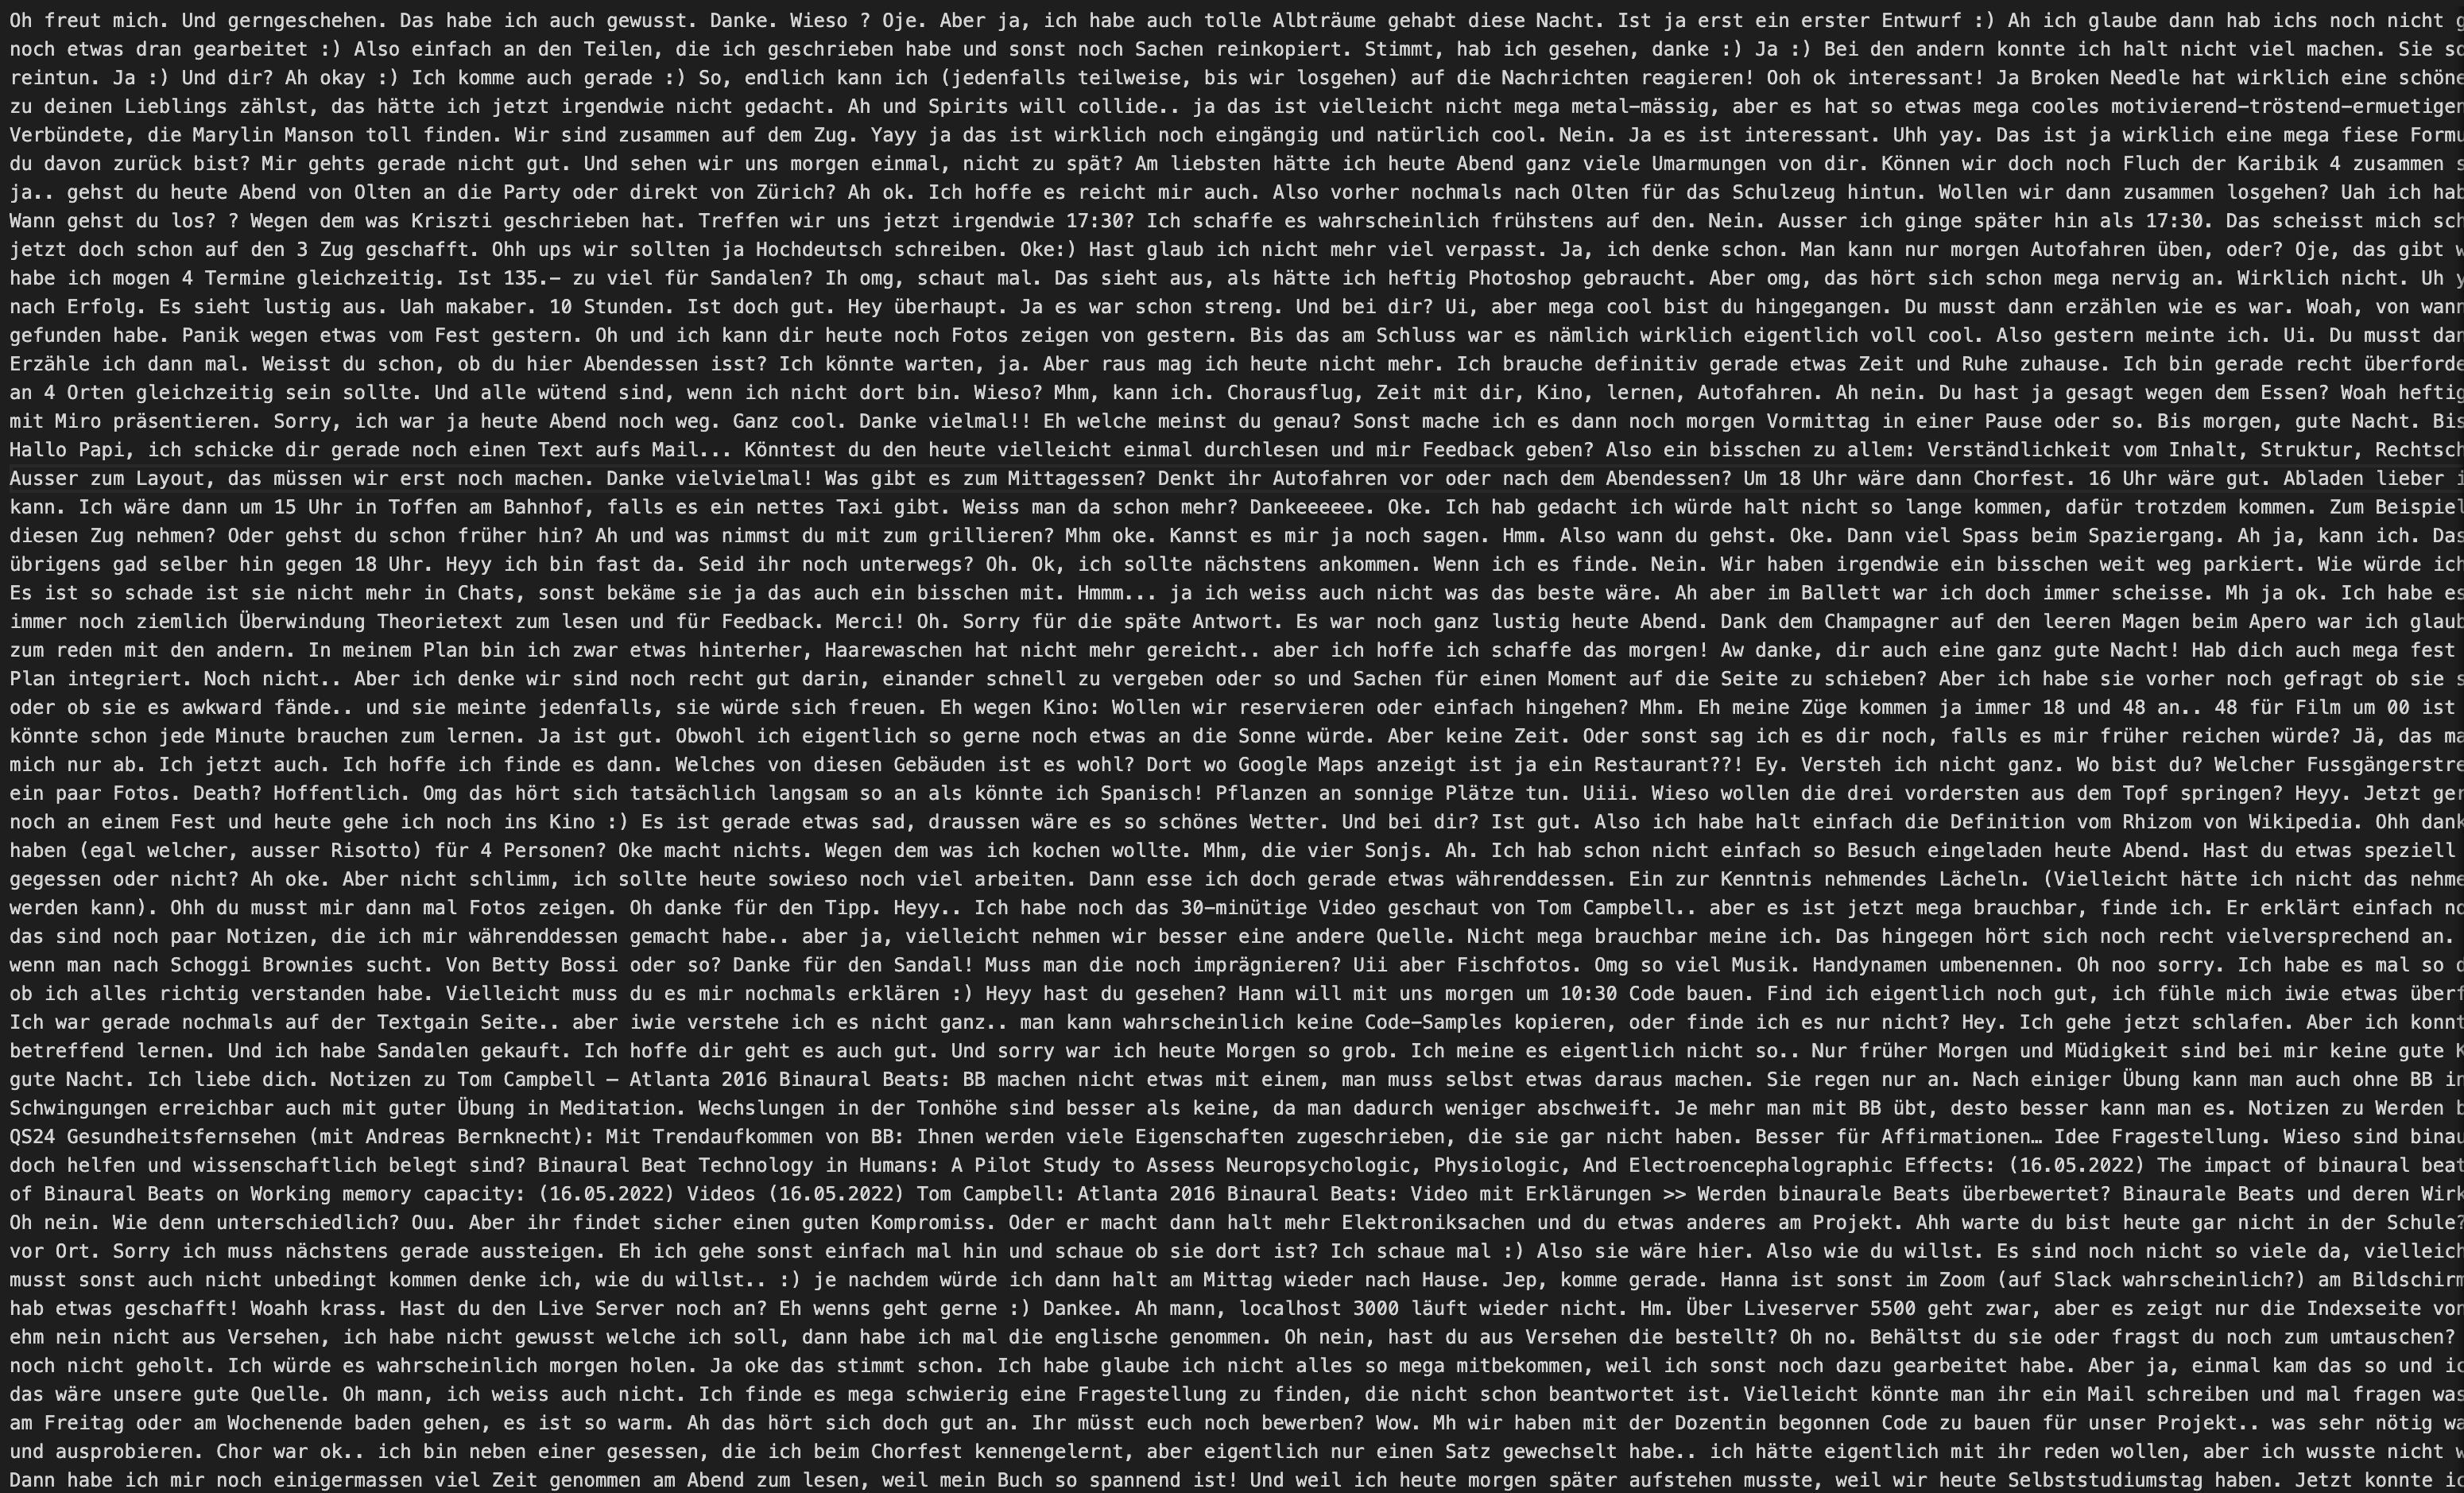 Oh freut mich. Und gerngeschehen. Das habe ich auch gewusst. Danke. Wieso ? Oje. Aber ja, ich habe auch tolle Albträume gehabt diese Nacht. Ist ja erst ein erster Entwurf :) Ah ich glaube dann hab ichs noch nicht
noch etwas dran gearbeitet :) Also einfach an den Teilen, die ich geschrieben habe und sonst noch Sachen reinkopiert. Stimmt, hab ich gesehen, danke :) Ja :) Bei den andern konnte ich halt nicht viel machen. Sie
reintun. Ja :) Und dir? Ah okay :) Ich komme auch gerade :) So, endlich kann ich (jedenfalls teilweise, bis wir losgehen) auf die Nachrichten reagieren! Ooh ok interessant! Ja Broken Needle hat wirklich eine schöne
zu deinen Lieblings zählst, das hätte ich jetzt irgendwie nicht gedacht. Ah und Spirits will collide.. ja das ist vielleicht nicht mega metal-mässig, aber es hat so etwas mega cooles motivierend-tröstend-ermuetigen
Verbündete, die Marylin Manson toll finden. Wir sind zusammen auf dem Zug. Yayy ja das ist wirklich noch eingängig und natürlich cool. Nein. Ja es ist interessant. Uhh yay. Das ist ja wirklich eine mega fiese Formu
du davon zurück bist? Mir gehts gerade nicht gut. Und sehen wir uns morgen einmal, nicht zu spät? Am liebsten hätte ich heute Abend ganz viele Umarmungen von dir. Können wir doch noch Fluch der Karibik 4 zusammen s
ja.. gehst du heute Abend von Olten an die Party oder direkt von Zürich? Ah ok. Ich hoffe es reicht mir auch. Also vorher nochmals nach Olten für das Schulzeug hintun. Wollen wir dann zusammen losgehen? Uah ich hab
Wann gehst du los? ? Wegen dem was Kriszti geschrieben hat. Treffen wir uns jetzt irgendwie 17:30? Ich schaffe es wahrscheinlich frühstens auf den. Nein. Ausser ich ginge später hin als 17:30. Das scheisst mich sch
jetzt doch schon auf den 3 Zug geschafft. Ohh ups wir sollten ja Hochdeutsch schreiben. Oke:) Hast glaub ich nicht mehr viel verpasst. Ja, ich denke schon. Man kann nur morgen Autofahren üben, oder? Oje, das gibt
habe ich mogen 4 Termine gleichzeitig. Ist 135.- zu viel für Sandalen? Ih omg, schaut mal. Das sieht aus, als hätte ich heftig Photoshop gebraucht. Aber omg, das hört sich schon mega nervig an. Wirklich nicht. Uh
nach Erfolg. Es sieht lustig aus. Uah makaber. 10 Stunden. Ist doch gut. Hey überhaupt. Ja es war schon streng. Und bei dir? Ui, aber mega cool bist du hingegangen. Du musst dann erzählen wie es war. Woah, von wann
gefunden habe. Panik wegen etwas vom Fest gestern. Oh und ich kann dir heute noch Fotos zeigen von gestern. Bis das am Schluss war es nämlich wirklich eigentlich voll cool. Also gestern meinte ich. Ui. Du musst dan
Erzähle ich dann mal. Weisst du schon, ob du hier Abendessen isst? Ich könnte warten, ja. Aber raus mag ich heute nicht mehr. Ich brauche definitiv gerade etwas Zeit und Ruhe zuhause. Ich bin gerade recht überforde
an 4 Orten gleichzeitig sein sollte. Und alle wütend sind, wenn ich nicht dort bin. Wieso? Mhm, kann ich. Chorausflug, Zeit mit dir, Kino, lernen, Autofahren. Ah nein. Du hast ja gesagt wegen dem Essen? Woah heftig
mit Miro präsentieren. Sorry, ich war ja heute Abend noch weg. Ganz cool. Danke vielmal!! Eh welche meinst du genau? Sonst mache ich es dann noch morgen Vormittag in einer Pause oder so. Bis morgen, gute Nacht. Bis
Hallo Papi, ich schicke dir gerade noch einen Text aufs Mail... Könntest du den heute vielleicht einmal durchlesen und mir Feedback geben? Also ein bisschen zu allem: Verständlichkeit vom Inhalt, Struktur, Rechtsch
Ausser zum Layout, das müssen wir erst noch machen. Danke vielvielmal! Was gibt es zum Mittagessen? Denkt ihr Autofahren vor oder nach dem Abendessen? Um 18 Uhr wäre dann Chorfest. 16 Uhr wäre gut. Abladen lieber
kann. Ich wäre dann um 15 Uhr in Toffen am Bahnhof, falls es ein nettes Taxi gibt. Weiss man da schon mehr? Dankeeeeee. Oke. Ich hab gedacht ich würde halt nicht so lange kommen, dafür trotzdem kommen. Zum Beispiel
diesen Zug nehmen? Oder gehst du schon früher hin? Ah und was nimmst du mit zum grillieren? Mhm oke. Kannst es mir ja noch sagen. Hmm. Also wann du gehst. Oke. Dann viel Spass beim Spaziergang. Ah ja, kann ich. Das
übrigens gad selber hin gegen 18 Uhr. Heyy ich bin fast da. Seid ihr noch unterwegs? Oh. Ok, ich sollte nächstens ankommen. Wenn ich es finde. Nein. Wir haben irgendwie ein bisschen weit weg parkiert. Wie würde ich
Es ist so schade ist sie nicht mehr in Chats, sonst bekäme sie ja das auch ein bisschen mit. Hmmm... ja ich weiss auch nicht was das beste wäre. Ah aber im Ballett war ich doch immer scheisse. Mh ja ok. Ich habe es
immer noch ziemlich Überwindung Theorietext zum lesen und für Feedback. Merci! Oh. Sorry für die späte Antwort. Es war noch ganz lustig heute Abend. Dank dem Champagner auf den leeren Magen beim Apero war ich glaub
zum reden mit den andern. In meinem Plan bin ich zwar etwas hinterher, Haarewaschen hat nicht mehr gereicht.. aber ich hoffe ich schaffe das morgen! Aw danke, dir auch eine ganz gute Nacht! Hab dich auch mega fest
Plan integriert. Noch nicht.. Aber ich denke wir sind noch recht gut darin, einander schnell zu vergeben oder so und Sachen für einen Moment auf die Seite zu schieben? Aber ich habe sie vorher noch gefragt ob sie s
oder ob sie es awkward fände.. und sie meinte jedenfalls, sie würde sich freuen. Eh wegen Kino: Wollen wir reservieren oder einfach hingehen? Mhm. Eh meine Züge kommen ja immer 18 und 48 an.. 48 für Film um 00 ist
könnte schon jede Minute brauchen zum lernen. Ja ist gut. Obwohl ich eigentlich so gerne noch etwas an die Sonne würde. Aber keine Zeit. Oder sonst sag ich es dir noch, falls es mir früher reichen würde? Jä, das ma
mich nur ab. Ich jetzt auch. Ich hoffe ich finde es dann. Welches von diesen Gebäuden ist es wohl? Dort wo Google Maps anzeigt ist ja ein Restaurant??! Ey. Versteh ich nicht ganz. Wo bist du? Welcher Fussgängerstre
ein paar Fotos. Death? Hoffentlich. Omg das hört sich tatsächlich langsam so an als könnte ich Spanisch! Pflanzen an sonnige Plätze tun. Uiii. Wieso wollen die drei vordersten aus dem Topf springen? Heyy. Jetzt ger
noch an einem Fest und heute gehe ich noch ins Kino :) Es ist gerade etwas sad, draussen wäre es so schönes Wetter. Und bei dir? Ist gut. Also ich habe halt einfach die Definition vom Rhizom von Wikipedia. Ohh dank
haben (egal welcher, ausser Risotto) für 4 Personen? Oke macht nichts. Wegen dem was ich kochen wollte. Mhm, die vier Sonjs. Ah. Ich hab schon nicht einfach so Besuch eingeladen heute Abend. Hast du etwas speziell
gegessen oder nicht? Ah oke. Aber nicht schlimm, ich sollte heute sowieso noch viel arbeiten. Dann esse ich doch gerade etwas währenddessen. Ein zur Kenntnis nehmendes Lächeln. (Vielleicht hätte ich nicht das nehme
werden kann). Ohh du musst mir dann mal Fotos zeigen. Oh danke für den Tipp. Heyy.. Ich habe noch das 30-minütige Video geschaut von Tom Campbell.. aber es ist jetzt mega brauchbar, finde ich. Er erklärt einfach no
das sind noch paar Notizen, die ich mir währenddessen gemacht habe.. aber ja, vielleicht nehmen wir besser eine andere Quelle. Nicht mega brauchbar meine ich. Das hingegen hört sich noch recht vielversprechend an.
wenn man nach Schoggi Brownies sucht. Von Betty Bossi oder so? Danke für den Sandal! Muss man die noch imprägnieren? Uii aber Fischfotos. Omg so viel Musik. Handynamen umbenennen. Oh noo sorry. Ich habe es mal so
ob ich alles richtig verstanden habe. Vielleicht muss du es mir nochmals erklären :) Heyy hast du gesehen? Hann will mit uns morgen um 10:30 Code bauen. Find ich eigentlich noch gut, ich fühle mich iwie etwas überf
Ich war gerade nochmals auf der Textgain Seite.. aber iwie verstehe ich es nicht ganz.. man kann wahrscheinlich keine Code-Samples kopieren, oder finde ich es nur nicht? Hey. Ich gehe jetzt schlafen. Aber ich konnt
betreffend lernen. Und ich habe Sandalen gekauft. Ich hoffe dir geht es auch gut. Und sorry war ich heute Morgen so grob. Ich meine es eigentlich nicht so.. Nur früher Morgen und Müdigkeit sind bei mir keine gute K
gute Nacht. Ich liebe dich. Notizen zu Tom Campbell – Atlanta 2016 Binaural Beats: BB machen nicht etwas mit einem, man muss selbst etwas daraus machen. Sie regen nur an. Nach einiger Übung kann man auch ohne BB in
Schwingungen erreichbar auch mit guter Übung in Meditation. Wechslungen in der Tonhöhe sind besser als keine, da man dadurch weniger abschweift. Je mehr man mit BB übt, desto besser kann man es. Notizen zu Werden
QS24 Gesundheitsfernsehen (mit Andreas Bernknecht): Mit Trendaufkommen von BB: Ihnen werden viele Eigenschaften zugeschrieben, die sie gar nicht haben. Besser für Affirmationen… Idee Fragestellung. Wieso sind binau
doch helfen und wissenschaftlich belegt sind? Binaural Beat Technology in Humans: A Pilot Study to Assess Neuropsychologic, Physiologic, And Electroencephalographic Effects: (16.05.2022) The impact of binaural beat
of Binaural Beats on Working memory capacity: (16.05.2022) Videos (16.05.2022) Tom Campbell: Atlanta 2016 Binaural Beats: Video mit Erklärungen >> Werden binaurale Beats überbewertet? Binaurale Beats und deren Wirk
Oh nein. Wie denn unterschiedlich? Ouu. Aber ihr findet sicher einen guten Kompromiss. Oder er macht dann halt mehr Elektroniksachen und du etwas anderes am Projekt. Ahh warte du bist heute gar nicht in der Schule?
vor Ort. Sorry ich muss nächstens gerade aussteigen. Eh ich gehe sonst einfach mal hin und schaue ob sie dort ist? Ich schaue mal :) Also sie wäre hier. Also wie du willst. Es sind noch nicht so viele da, vielleich
musst sonst auch nicht unbedingt kommen denke ich, wie du willst.. :) je nachdem würde ich dann halt am Mittag wieder nach Hause. Jep, komme gerade. Hanna ist sonst im Zoom (auf Slack wahrscheinlich?) am Bildschirm
hab etwas geschafft! Woahh krass. Hast du den Live Server noch an? Eh wenns geht gerne :) Dankee. Ah mann, localhost 3000 läuft wieder nicht. Hm. Über Liveserver 5500 geht zwar, aber es zeigt nur die Indexseite von
ehm nein nicht aus Versehen, ich habe nicht gewusst welche ich soll, dann habe ich mal die englische genommen. Oh nein, hast du aus Versehen die bestellt? Oh no. Behältst du sie oder fragst du noch zum umtauschen?
noch nicht geholt. Ich würde es wahrscheinlich morgen holen. Ja oke das stimmt schon. Ich habe glaube ich nicht alles so mega mitbekommen, weil ich sonst noch dazu gearbeitet habe. Aber ja, einmal kam das so und ic
das wäre unsere gute Quelle. Oh mann, ich weiss auch nicht. Ich finde es mega schwierig eine Fragestellung zu finden, die nicht schon beantwortet ist. Vielleicht könnte man ihr ein Mail schreiben und mal fragen was
am Freitag oder am Wochenende baden gehen, es ist so warm. Ah das hört sich doch gut an. Ihr müsst euch noch bewerben? Wow. Mh wir haben mit der Dozentin begonnen Code zu bauen für unser Projekt.. was sehr nötig wa
und ausprobieren. Chor war ok.. ich bin neben einer gesessen, die ich beim Chorfest kennengelernt, aber eigentlich nur einen Satz gewechselt habe.. ich hätte eigentlich mit ihr reden wollen, aber ich wusste nicht
Dann habe ich mir noch einigermassen viel Zeit genommen am Abend zum lesen, weil mein Buch so spannend ist! Und weil ich heute morgen später aufstehen musste, weil wir heute Selbststudiumstag haben. Jetzt konnte ic